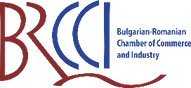 BRCCI
Bulgarian-Romanian
Chamber of Commerce
and Industry